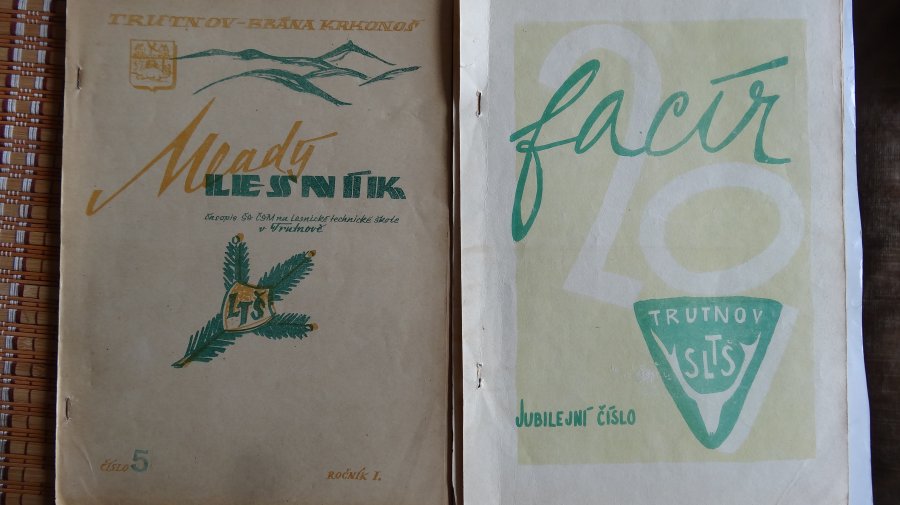 TRUTNOV-BRÁNA KRKONOŠ
Mladý
LESNÍK
časopis Sv ČSM na Lesnické technické škole
v Trutnově
LTŠ
ČÍSLO 5
ROČNÍK I.
20
facír
TRUTNOV
SLTŠ
JUBILEJNÍ ČÍSLO